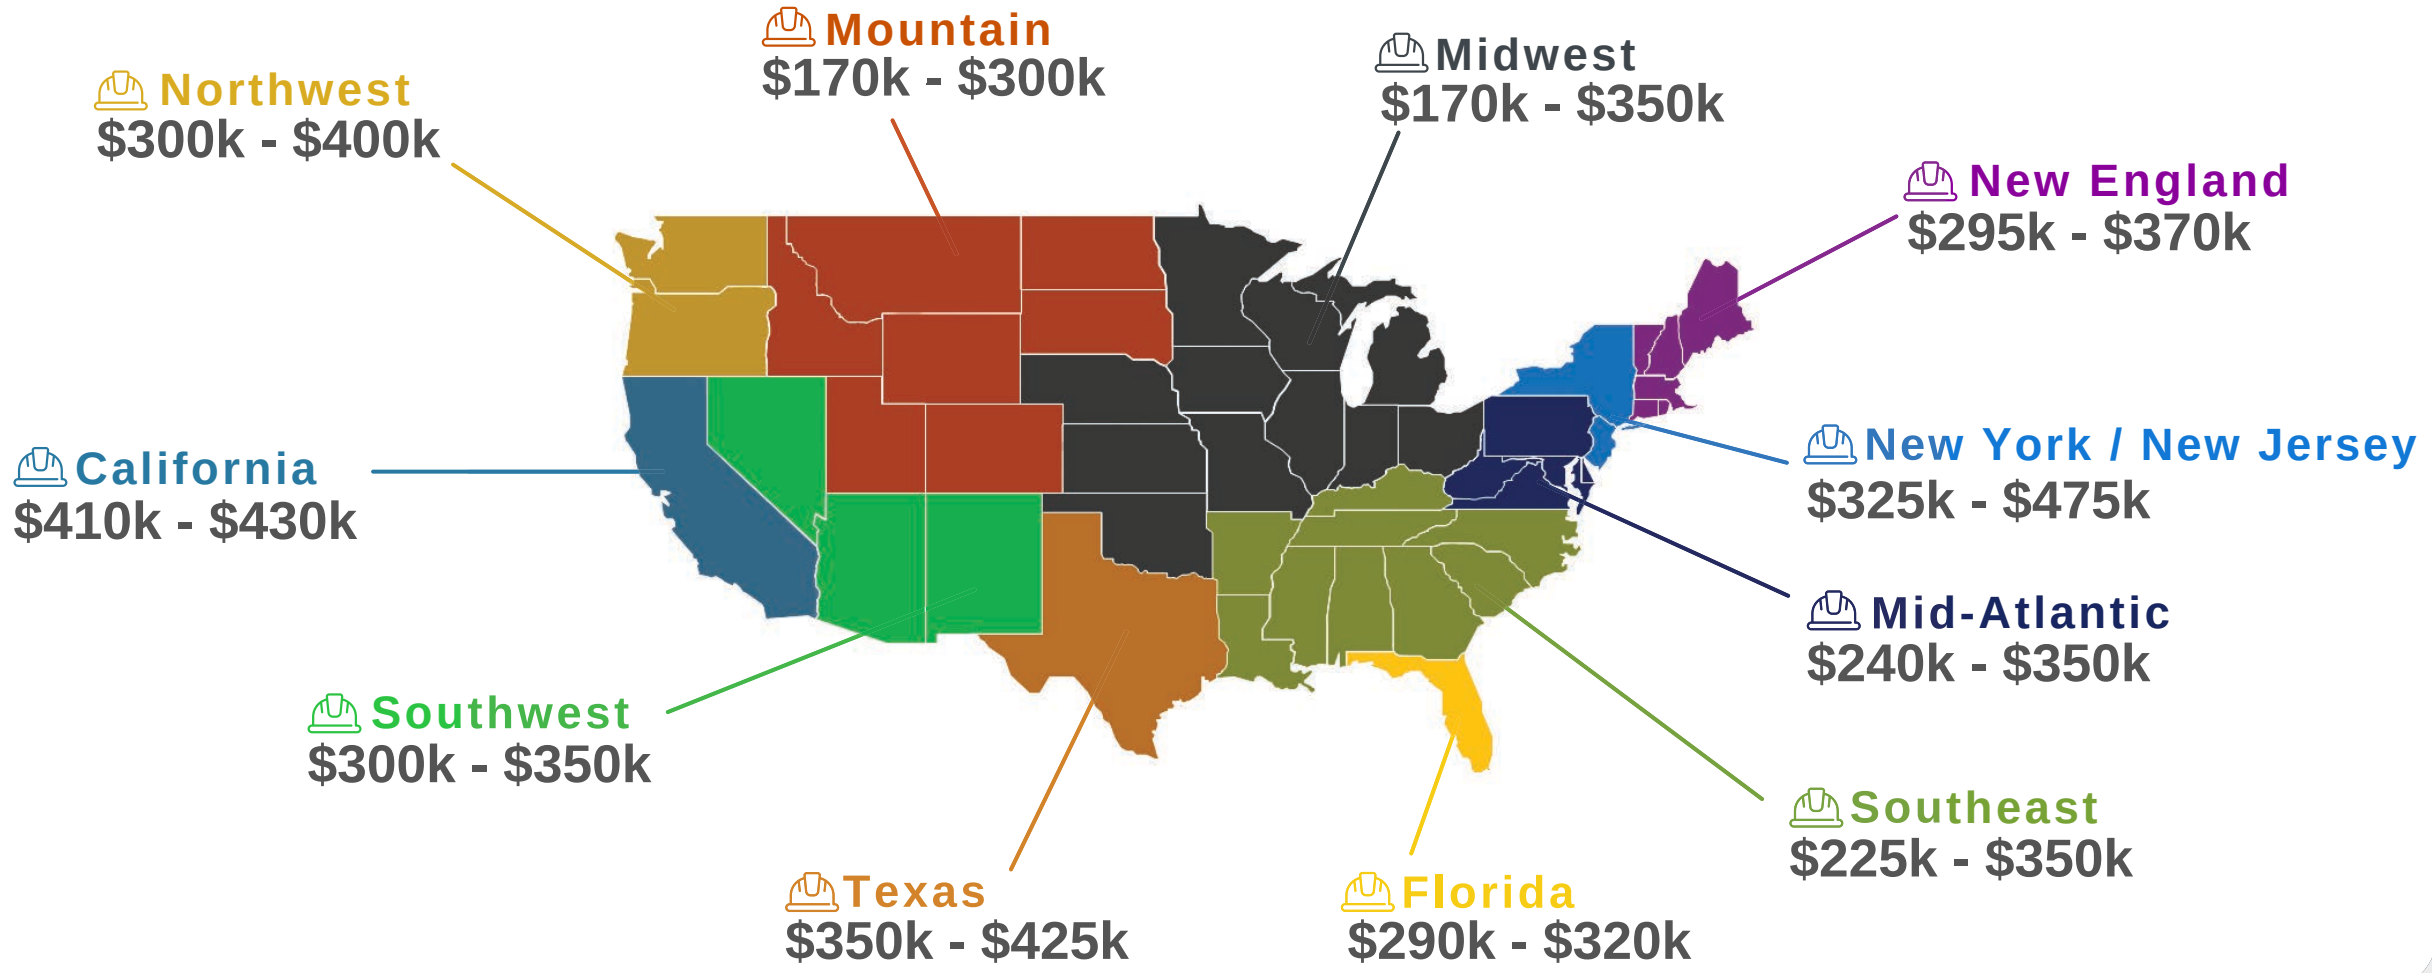 Mountain
$170k - $300k
Midwest
$170k - $350k
Northwest
$300k - $400k
New England
$295k - $370k
California
$410k - $430k
New York / New Jersey
$325k - $475k
Mid-Atlantic
$240k - $350k
Southwest
$300k - $350k
Southeast
$225k - $350k
Texas
$350k - $425k
Florida
$290k - $320k